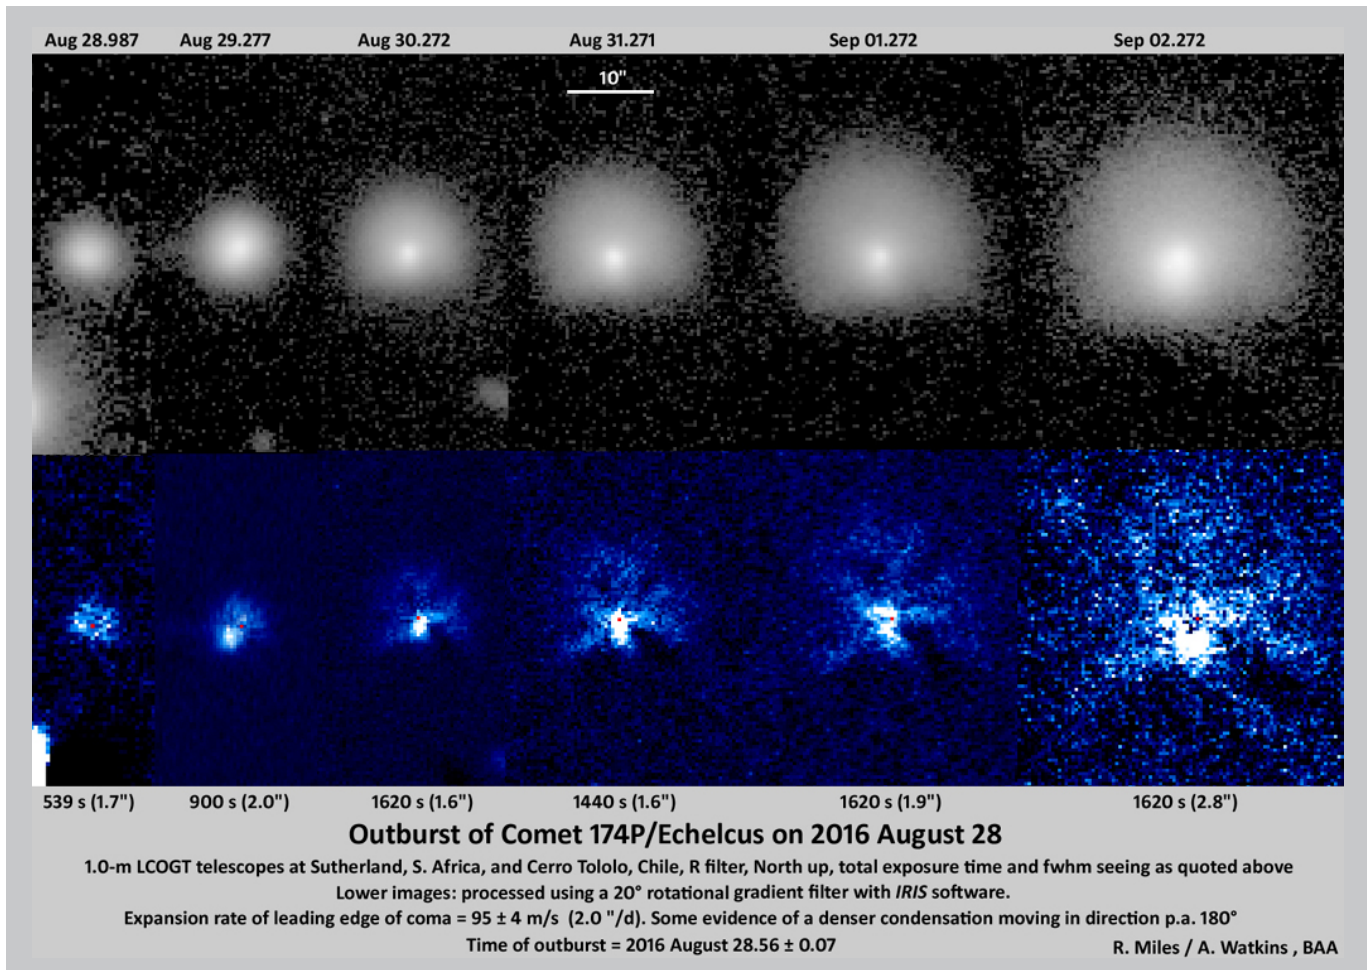 Aug 28.987 Aug 29.277 Aug 30.272 Aug 31.271 Sep 01.272 Sep 02.272
10"
539 s (1.7") 900 s (2.0") 1620 s (1.6") 1440 s (1.6") 1620 s (1.9") 1620 s (2.8")
Outburst of Comet 174P/Echelcus on 2016 August 28
1.0-m LCOGT telescopes at Sutherland, S. Africa, and Cerro Tololo, Chile, R filter, North up, total exposure time and fwhm seeing as quoted above
Lower images: processed using a 20° rotational gradient filter with IRIS software.
Expansion rate of leading edge of coma = 95 ± 4 m/s (2.0 "/d). Some evidence of a denser condensation moving in direction p.a. 180°
Time of outburst = 2016 August 28.56 ± 0.07
R. Miles / A. Watkins , BAA